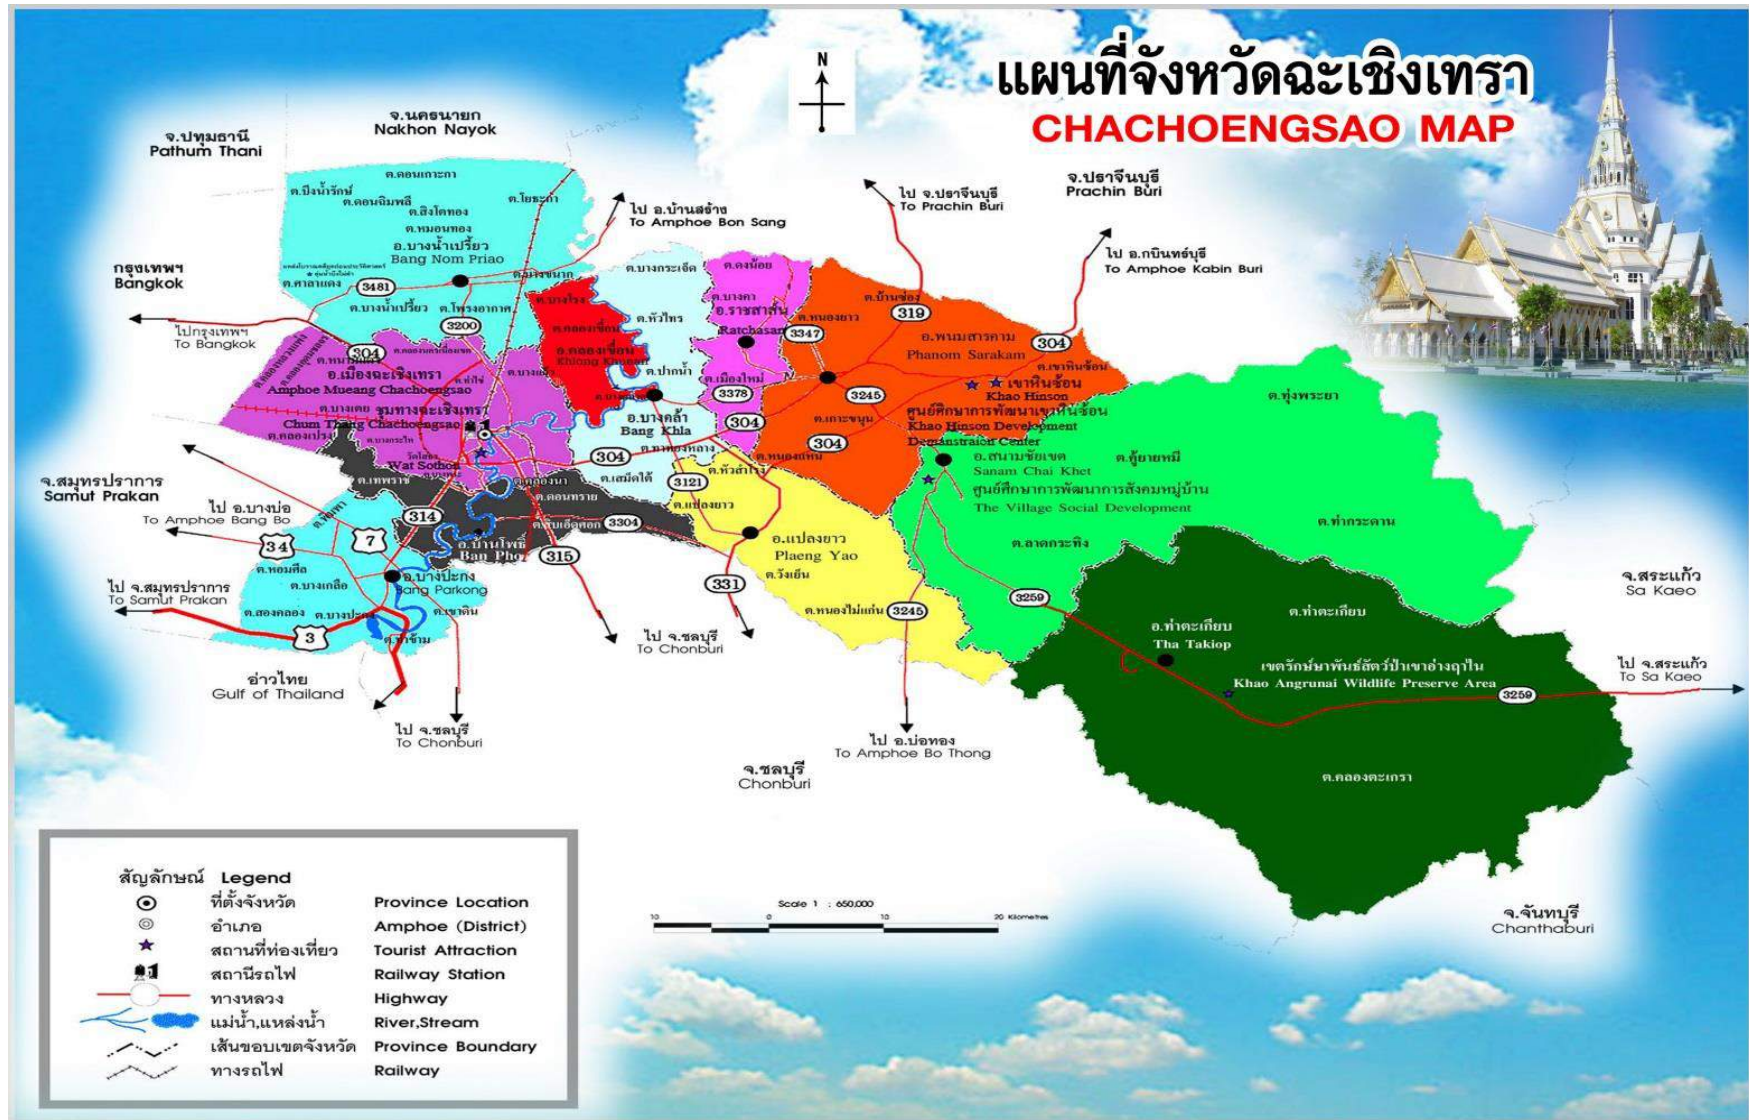 แผนที่จังหวัดฉะเชิงเทรา
CHACHOENGSAO MAP
N
จ.นครนายก
Nakhon Nayok
จ.ปทุมธานี
Pathum Thani
จ.ปราจีนบุรี
Prachin Buri
ไป จ.ปราจีนบุรี
To Prachin Buri
ไป อ.บ้านสร้าง
To Amphoe Bon Sang
ไป อ.กบินทร์บุรี
To Amphoe Kabin Buri
กรุงเทพฯ
Bangkok
ไปกรุงเทพฯ
To Bangkok
ต.ดอนเกาะกา
ต.บึงน้ำรักษ์
ต.ดอนฉิมพลี
ต.โยธะกา
ต.สิงโตทอง
ต.หมอนทอง
อ.บางน้ำเปรี้ยว
Bang Nom Priao
ต.บางขนาก
ต.ศาลาแดง
3481
ต.บางน้ำเปรี้ยว
ต.โพรงอากาศ
3200
304
อ.เมืองฉะเชิงเทรา
Amphoe Mueang Chachoengsao
ต.บางเตย
ชุมทางฉะเชิงเทรา
Chum Thang Chachoengsao
ต.คลองเปรง
Wat Sothon
ต.บางโรง
ต.คลองเขื่อน
อ.คลองเขื่อน
ต.บางกระเจ็ด
ต.หัวไทร
ต.ปากน้ำ
อ.บางคล้า
Bang Khla
ต.ท่าทองหลาง
ต.เสม็ดใต้
304
ต.ดงน้อย
ต.บางคา
อ.ราชสาส์น
Ratchasan
ต.เมืองใหม่
3378
304
ต.บ้านซ่อง
319
ต.หนองยาว
3347
อ.พนมสารคาม
Phanom Sarakam
304
ต.เขาหินซ้อน
เขาหินซ้อน
Khao Hinson
3245
ต.เกาะขนุน
304
ต.หนองแหน
ศูนย์ศึกษาการพัฒนาเขาหินซ้อน
Khao Hinson Development
Demanstraion Center
อ.สนามชัยเขต
Sanam Chai Khet
ศูนย์ศึกษาการพัฒนาการสังคมหมู่บ้าน
The Village Social Development
ต.ทุ่งพระยา
ต.คู้ยายหมี
ต.ท่ากระดาน
ต.ลาดกระทิง
3259
ต.หัวสำโรง
3121
ต.แปลงยาว
อ.แปลงยาว
Plaeng Yao
ต.วังเย็น
331
ต.หนองไม้แก่น
3245
ต.เทพราช
ต.คลองนา
ต.ดอนทราย
3304
อ.บ้านโพธิ์
Ban Pho
314
315
จ.สมุทรปราการ
Samut Prakan
ไป อ.บางบ่อ
To Amphoe Bang Bo
ต.พิมพา
34
7
ต.หอมศีล
ต.บางเกลือ
อ.บางปะกง
Bang Parkong
ต.สองคลอง
ต.บางปะกง
ต.เขาดิน
ต.ท่าข้าม
3
ไป จ.สมุทรปราการ
To Samut Prakan
อ่าวไทย
Gulf of Thailand
ไป จ.ชลบุรี
To Chonburi
ไป จ.ชลบุรี
To Chonburi
จ.ชลบุรี
Chonburi
ไป อ.บ่อทอง
To Amphoe Bo Thong
ต.ท่าตะเกียบ
อ.ท่าตะเกียบ
Tha Takiop
เขตรักษ์ษาพันธ์สัตว์ป่าเขาอ่างฤาไน
Khao Angrunai Wildlife Preserve Area
3259
ต.คลองตะเกรา
จ.สระแก้ว
Sa Kaeo
ไป จ.สระแก้ว
To Sa Kaeo
จ.จันทบุรี
Chanthaburi
Scale 1 : 650,000
10 0 10 20 Kilometres
สัญลักษณ์ Legend
ที่ตั้งจังหวัด Province Location
อำเภอ Amphoe (District)
สถานที่ท่องเที่ยว Tourist Attraction
สถานีรถไฟ Railway Station
ทางหลวง Highway
แม่น้ำ,แหล่งน้ำ River,Stream
เส้นขอบเขตจังหวัด Province Boundary
ทางรถไฟ Railway